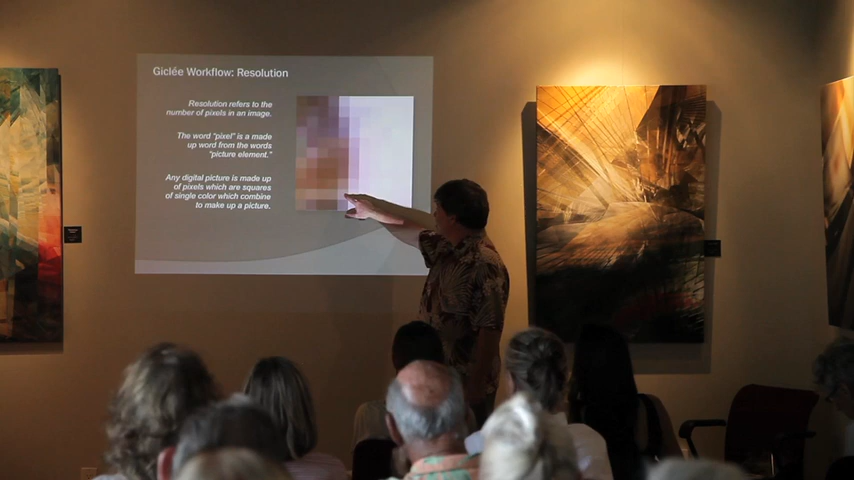 Giclée Workflow: Resolution
Resolution refers to the
number of pixels in an image.
The word "pixel" is a made
up word from the words
"picture element."
Any digital picture is made up
of pixels which are squares
of single color which combine
to make up a picture.